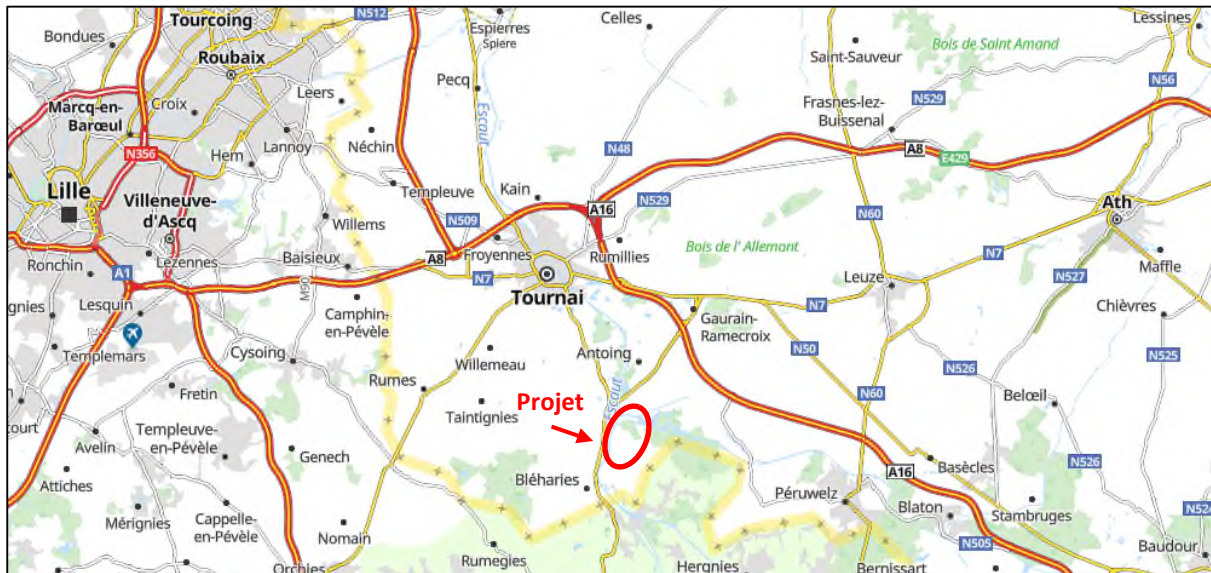 Tourcoing
N512
Espierres
Spiere
Celles
Lessines
Bondues
Bois de Saint Amand
Saint-Sauveur
Roubaix
Pecq
Escaut
N56
Leers
Croix
Marcq-en-
Barœul
Frasnes-lez-
Buissenal
N529
N356
Hem
Lannoy
Néchin
N48
A8
E429
Lille
Templeuve
Kain
Villeneuve-
d'Ascq
A16
N529
Ath
Willems
N509
N60
Froyennes
Rumillies
Bois de l' Allemont
N7
Ronchin
Lezennes
Baisieux
A8
Maffle
A1
N7
Leuze
N527
Lesquin
M90
Tournai
N7
Chièvres
ignies
Camphin-
en-Pévèle
Gaurain-
Ramecroix
Templemars
Cysoing
Willemeau
Antoing
N50
N525
N526
Fretin
Rumes
Taintignies
Projet
Escaut
N60
Belœil
court
Templeuve-
en-Pévèle
Avelin
Genech
N526
Attiches
Basècles
A16
Bléharies
Péruwelz
Mérignies
Cappelle-
en-Pévèle
Nomain
Blaton
Stambruges
N524
N505
Baudour
Orchies
Rumegies
Hergnies
Bernissart